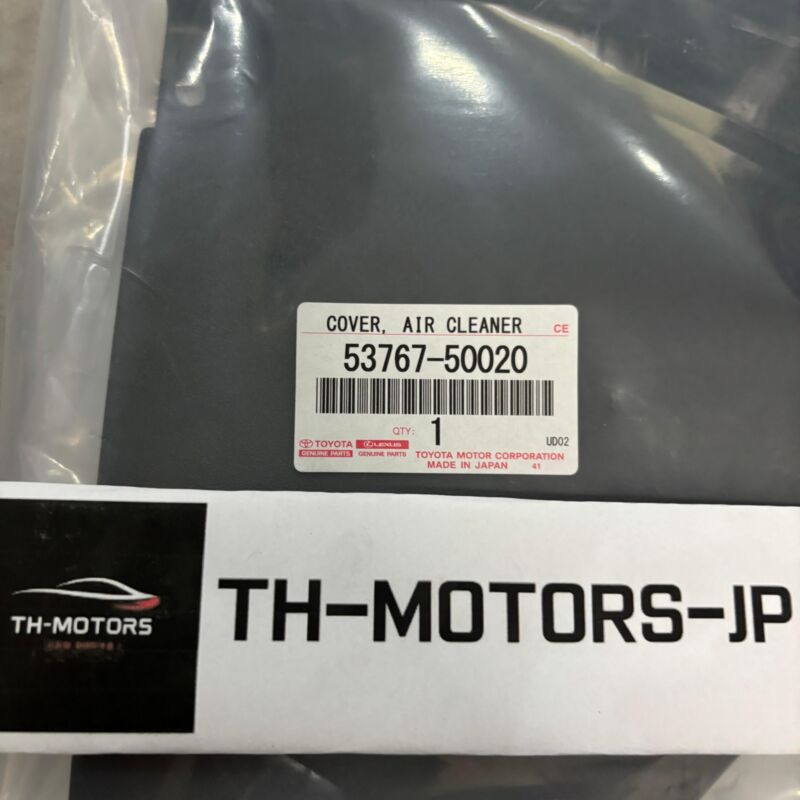 COVER, AIR CLEANER CE
53767-50020
QTY: 1 UD02
TOYOTA LEXUS TOYOTA MOTOR CORPORATION
GENUINE PARTS GENUINE PARTS MADE IN JAPAN 41
TH-MOTORS
TH-MOTORS-JP